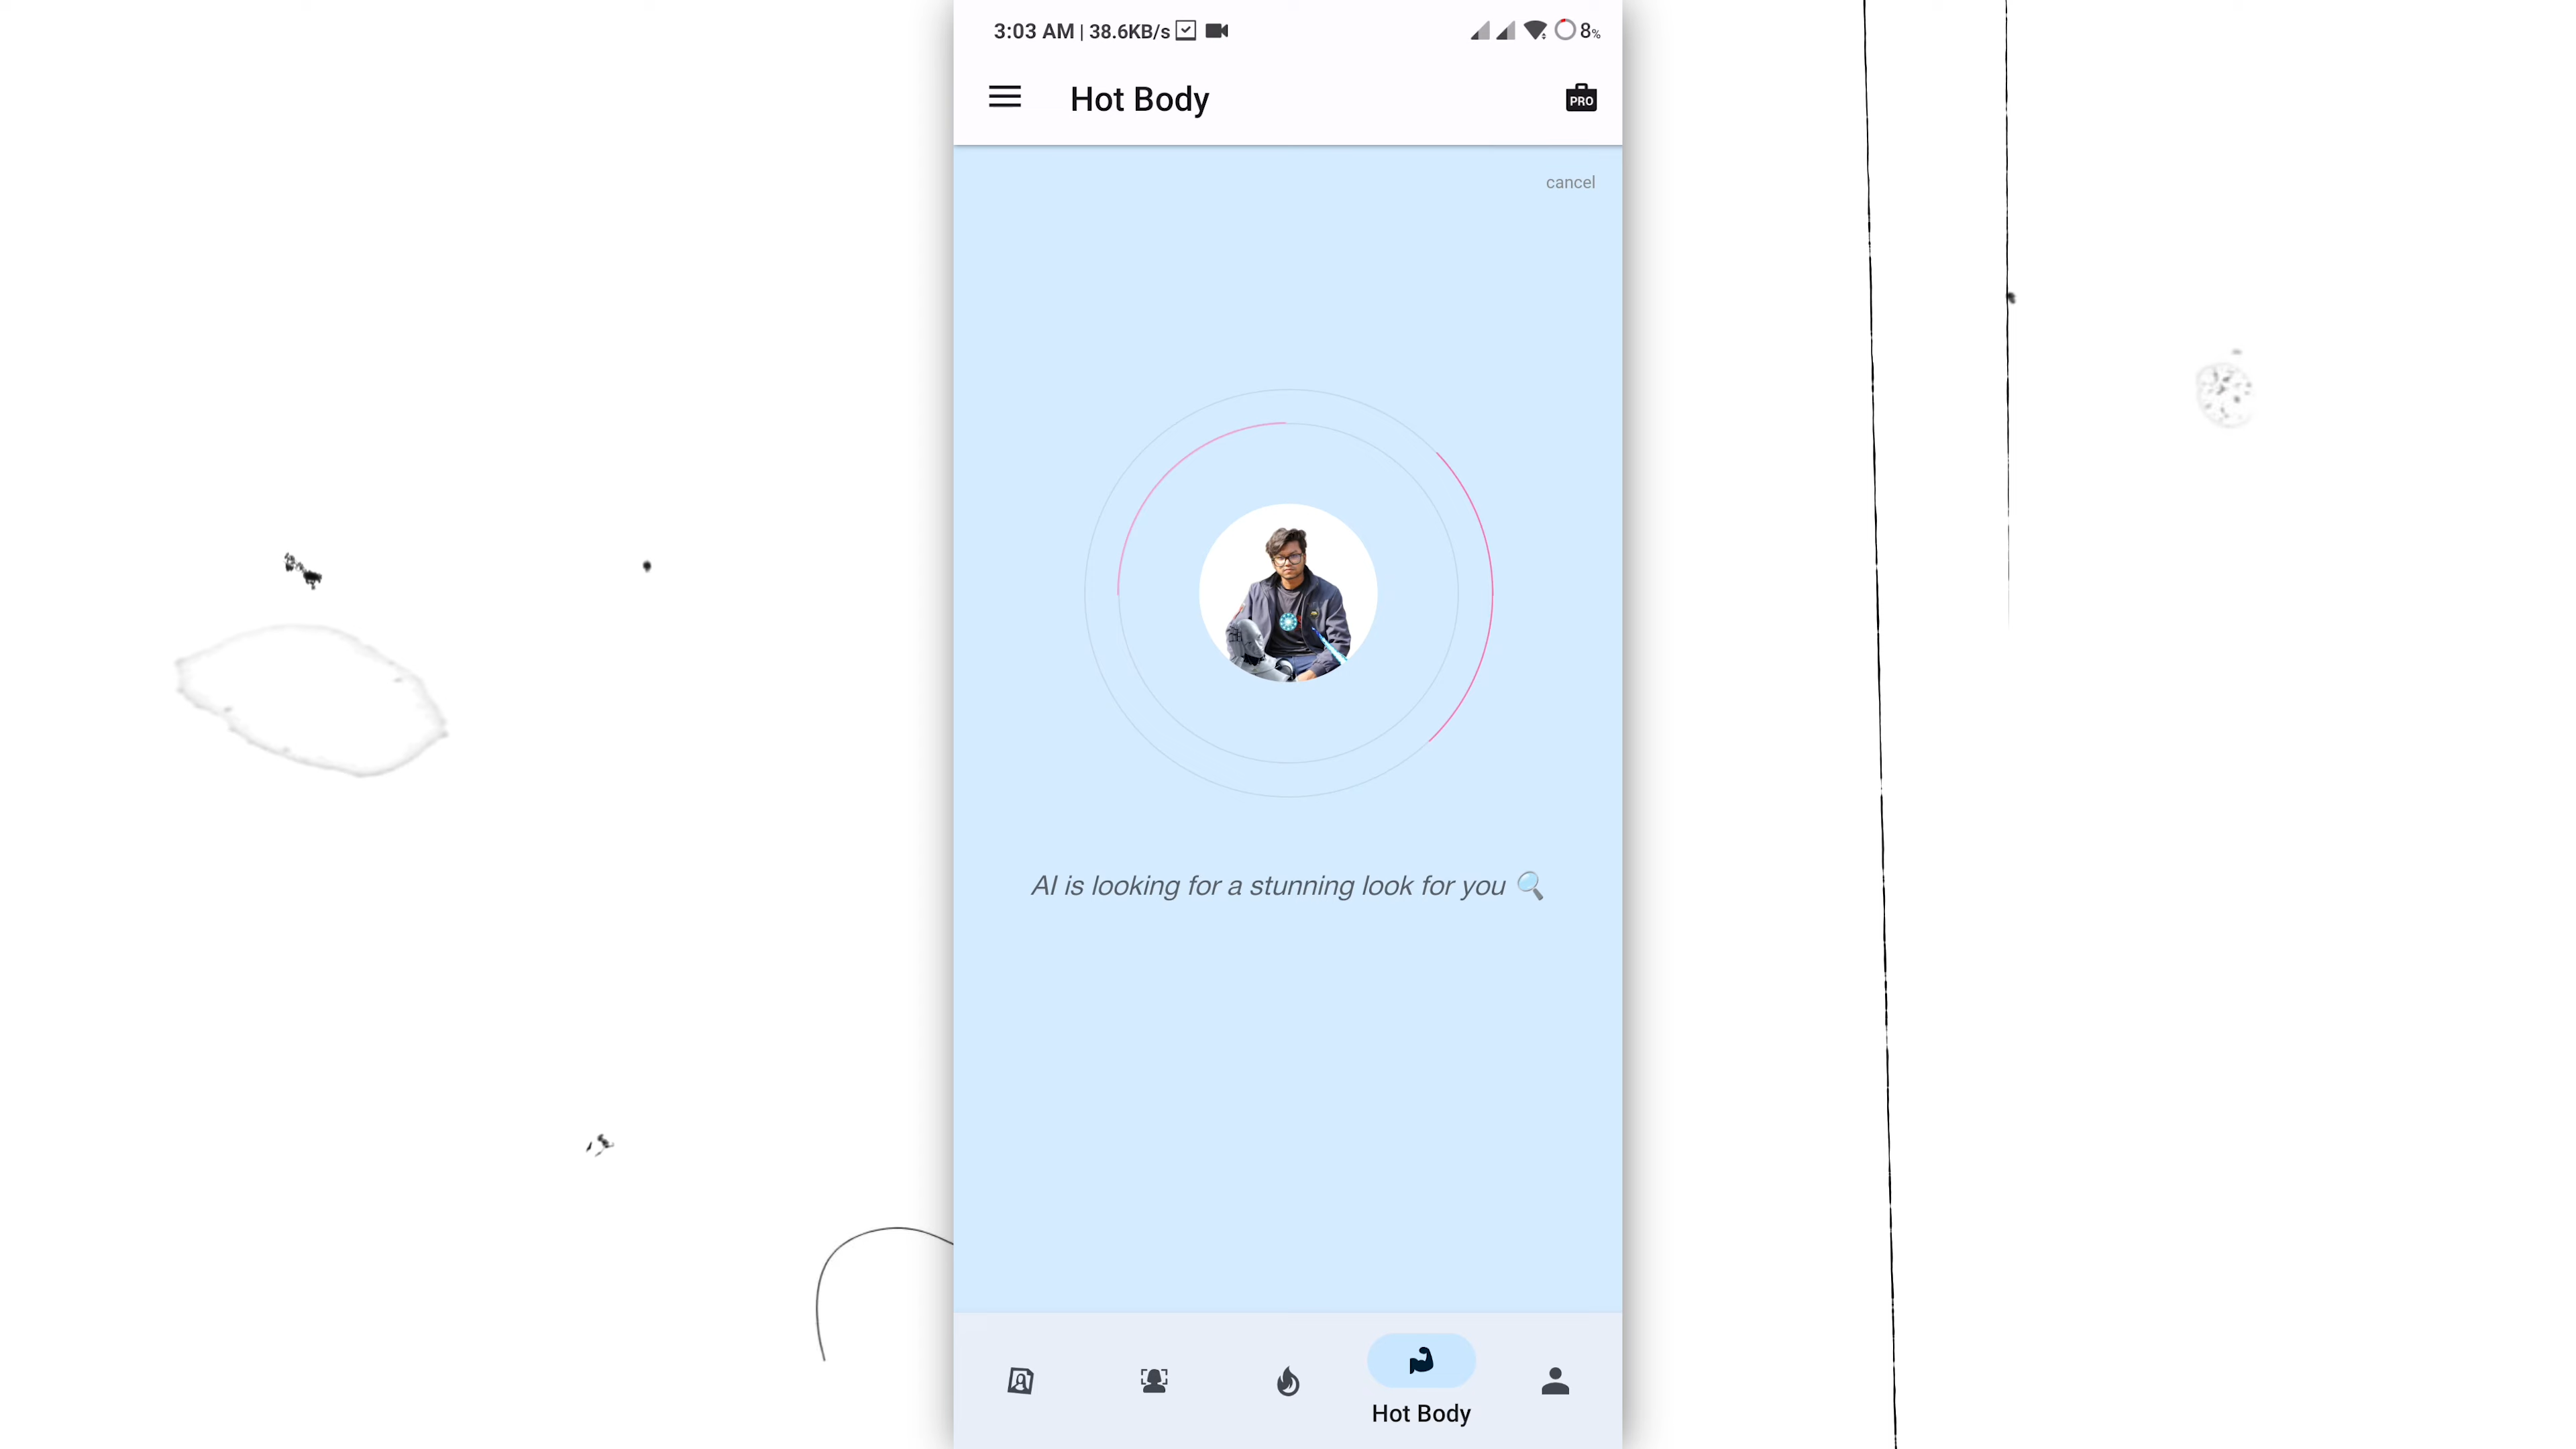 3:03 AM | 38.6KB/s 8%
Hot Body PRO
cancel
AI is looking for a stunning look for you
Hot Body